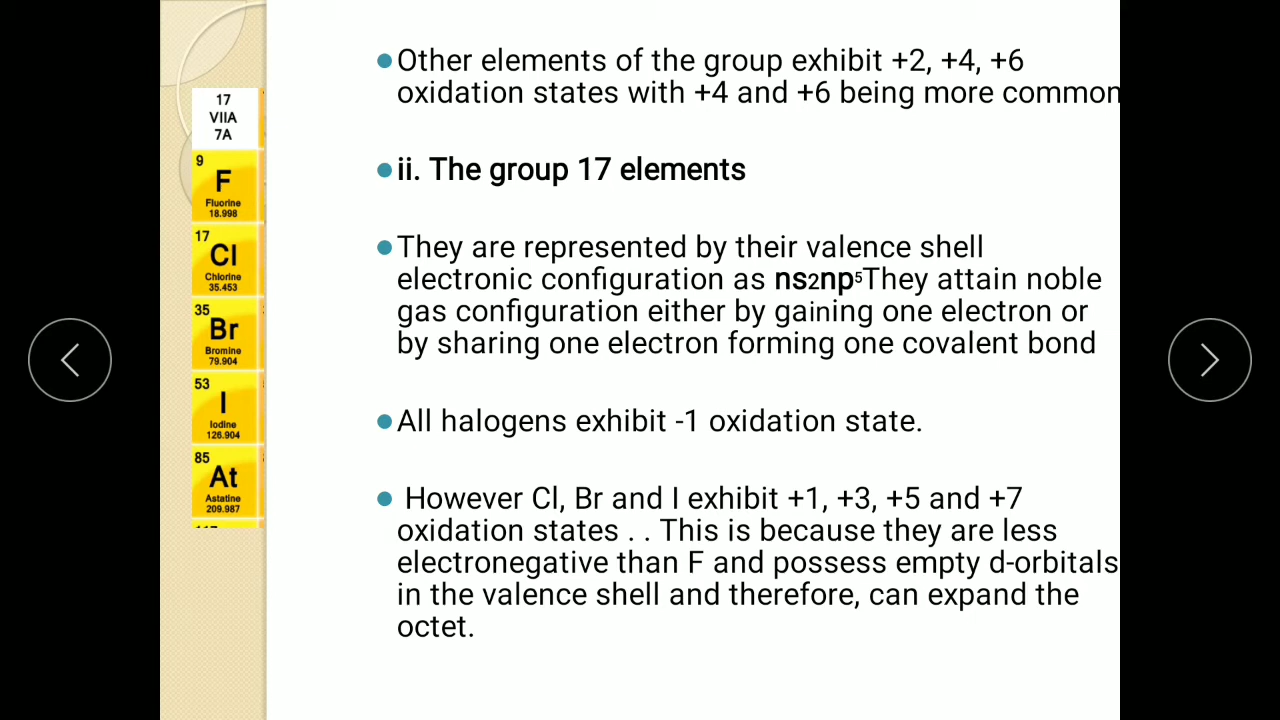 Other elements of the group exhibit +2, +4, +6
oxidation states with +4 and +6 being more common
ii. The group 17 elements
They are represented by their valence shell
electronic configuration as ns2np5They attain noble
gas configuration either by gaining one electron or
by sharing one electron forming one covalent bond
All halogens exhibit -1 oxidation state.
However Cl, Br and I exhibit +1, +3, +5 and +7
oxidation states . . This is because they are less
electronegative than F and possess empty d-orbitals
in the valence shell and therefore, can expand the
octet.
17
VIIA
7A
9
F
Fluorine
18.998
17
Cl
Chlorine
35.453
35
Br
Bromine
79.904
53
I
Iodine
126.904
85
At
Astatine
209.987